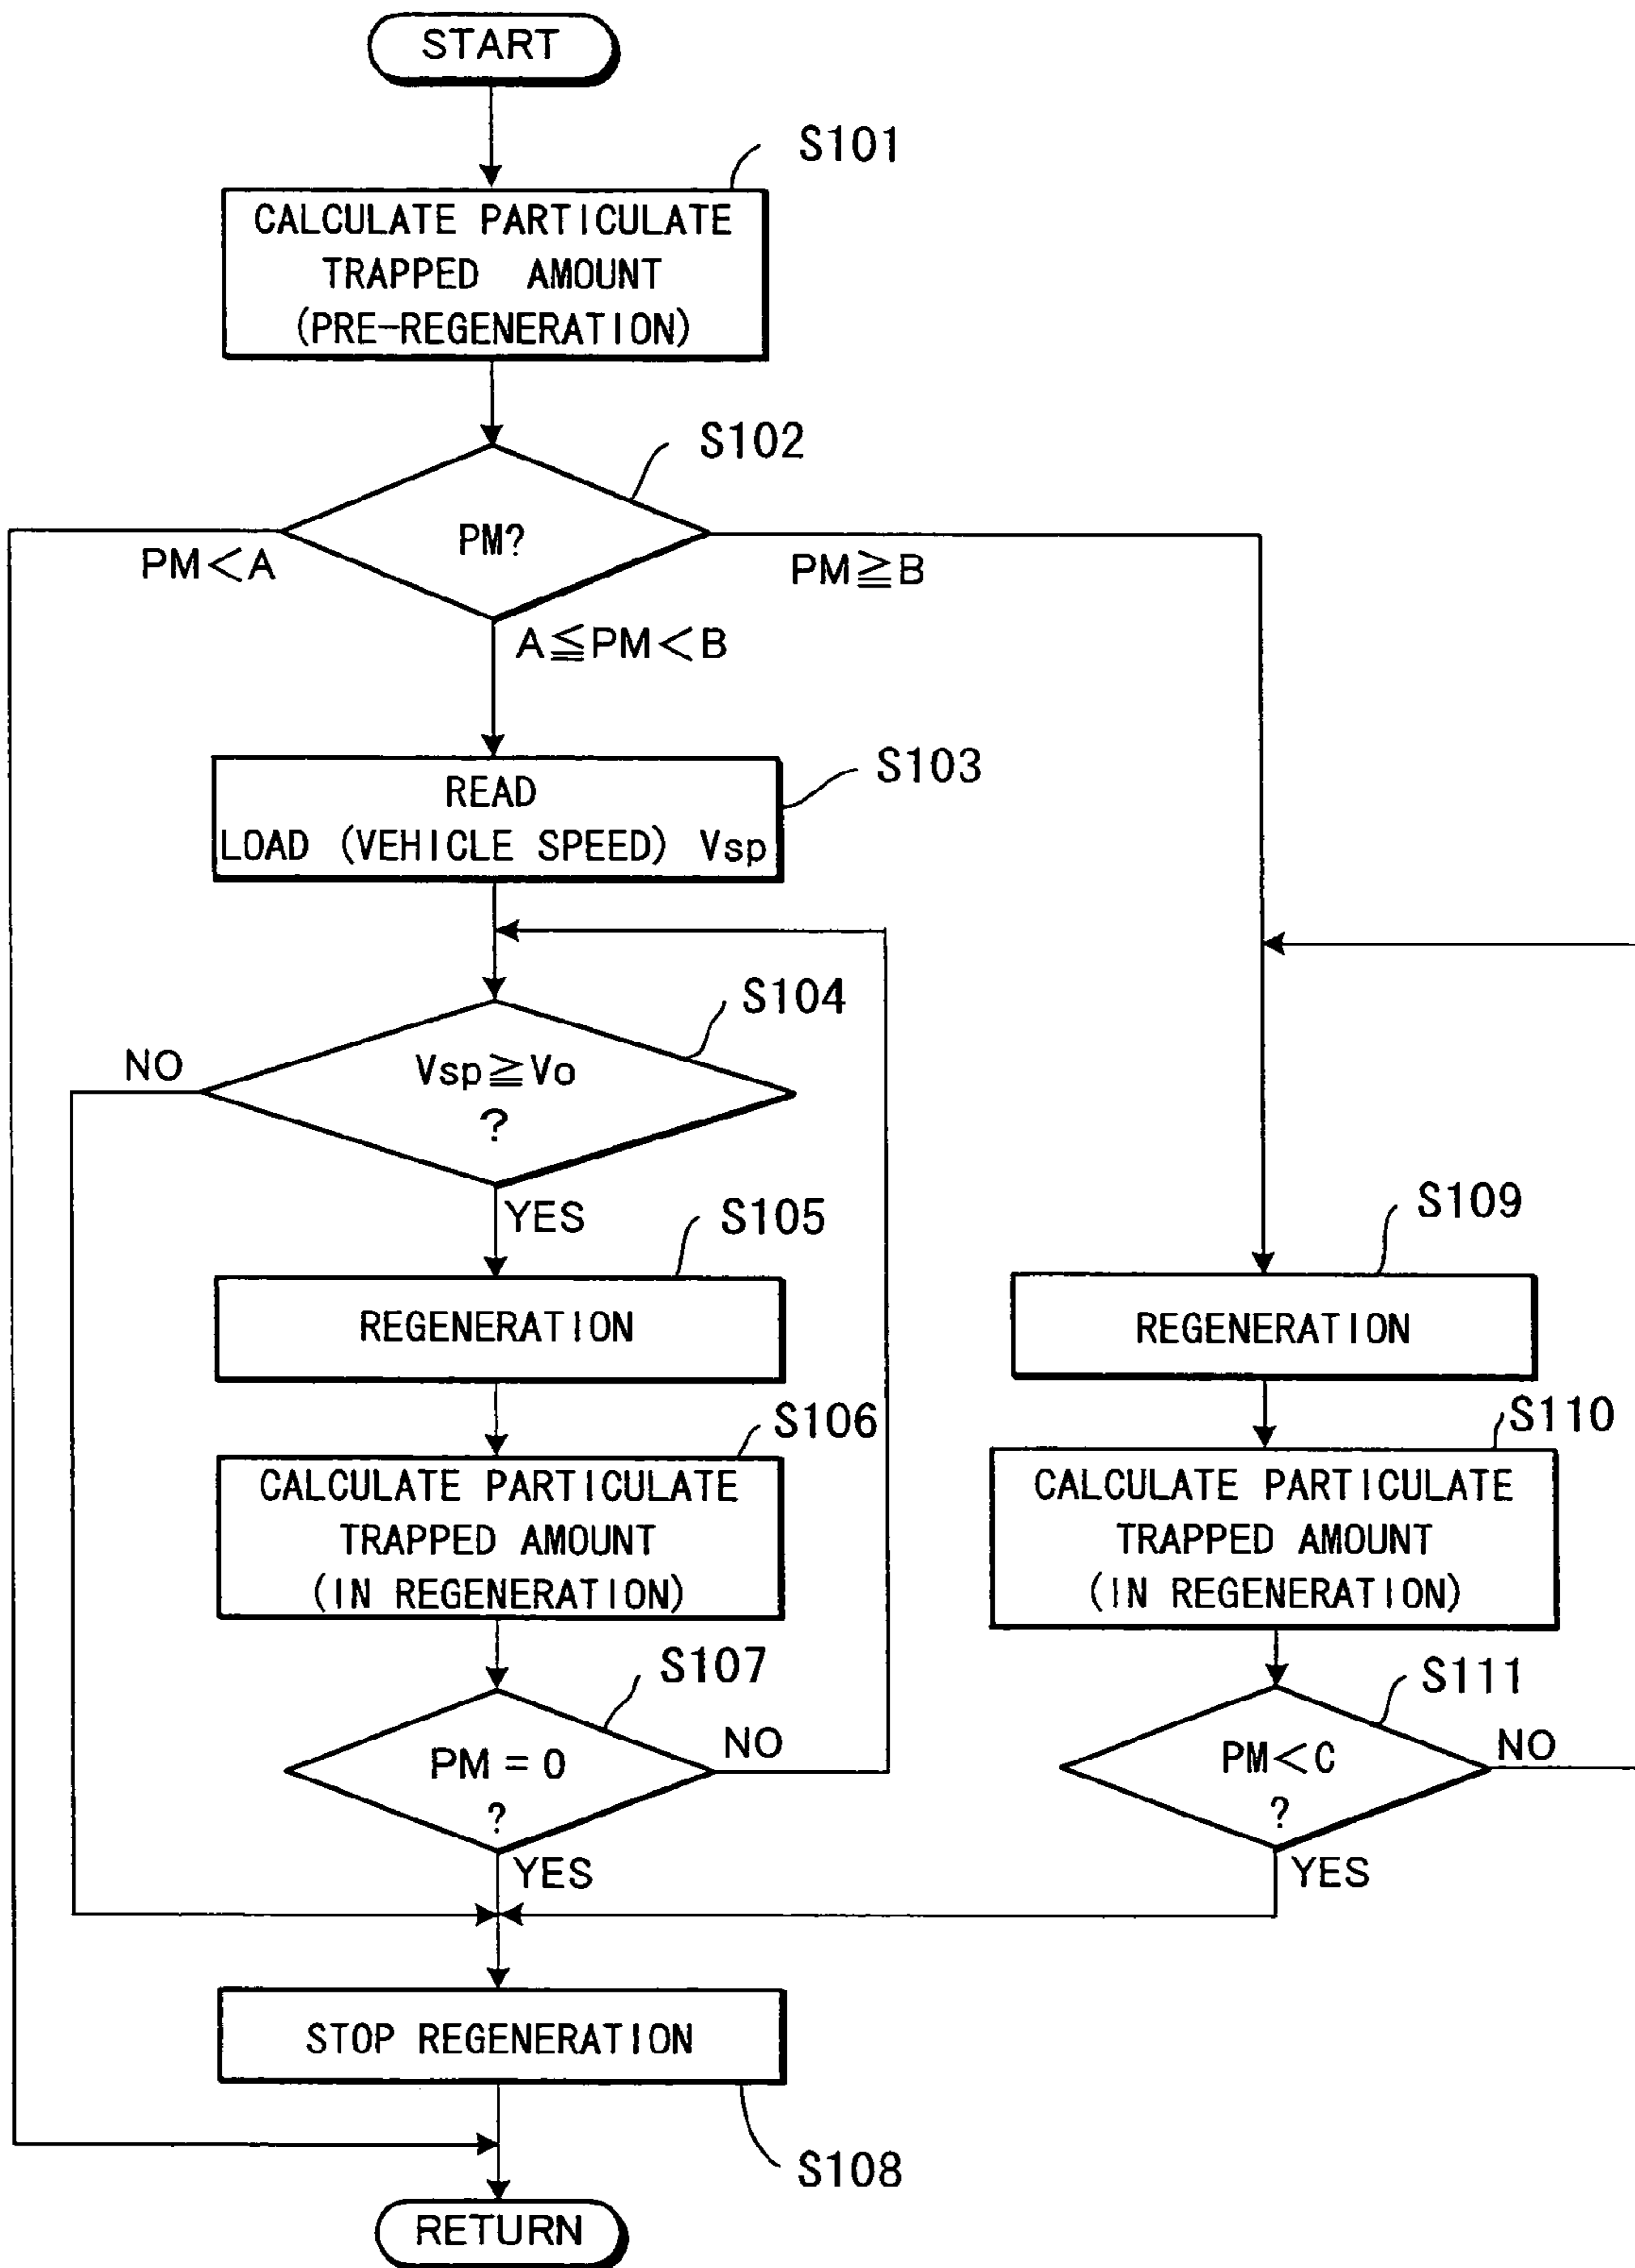 START
S101
CALCULATE PARTICULATE
TRAPPED AMOUNT
(PRE-REGENERATION)
S102
PM?
PM<A
PM≧B
A≦PM<B
S103
READ
LOAD (VEHICLE SPEED) Vsp
S104
NO
Vsp≧Vo
?
YES
S105
REGENERATION
S109
REGENERATION
S106
CALCULATE PARTICULATE
TRAPPED AMOUNT
(IN REGENERATION)
S110
CALCULATE PARTICULATE
TRAPPED AMOUNT
(IN REGENERATION)
S107
PM = 0
?
NO
YES
S111
PM<C
?
NO
YES
STOP REGENERATION
S108
RETURN